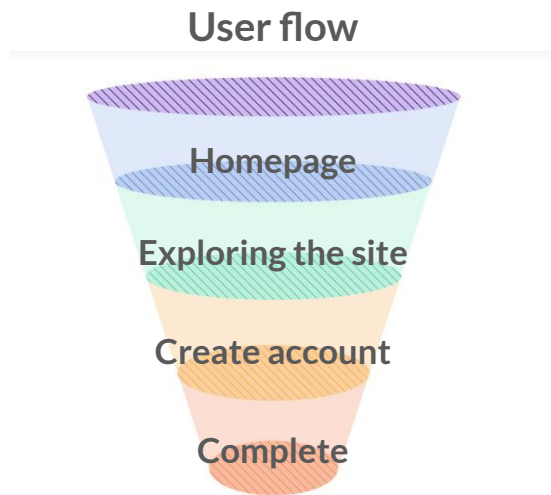 User flow
Homepage
Exploring the site
Create account
Complete